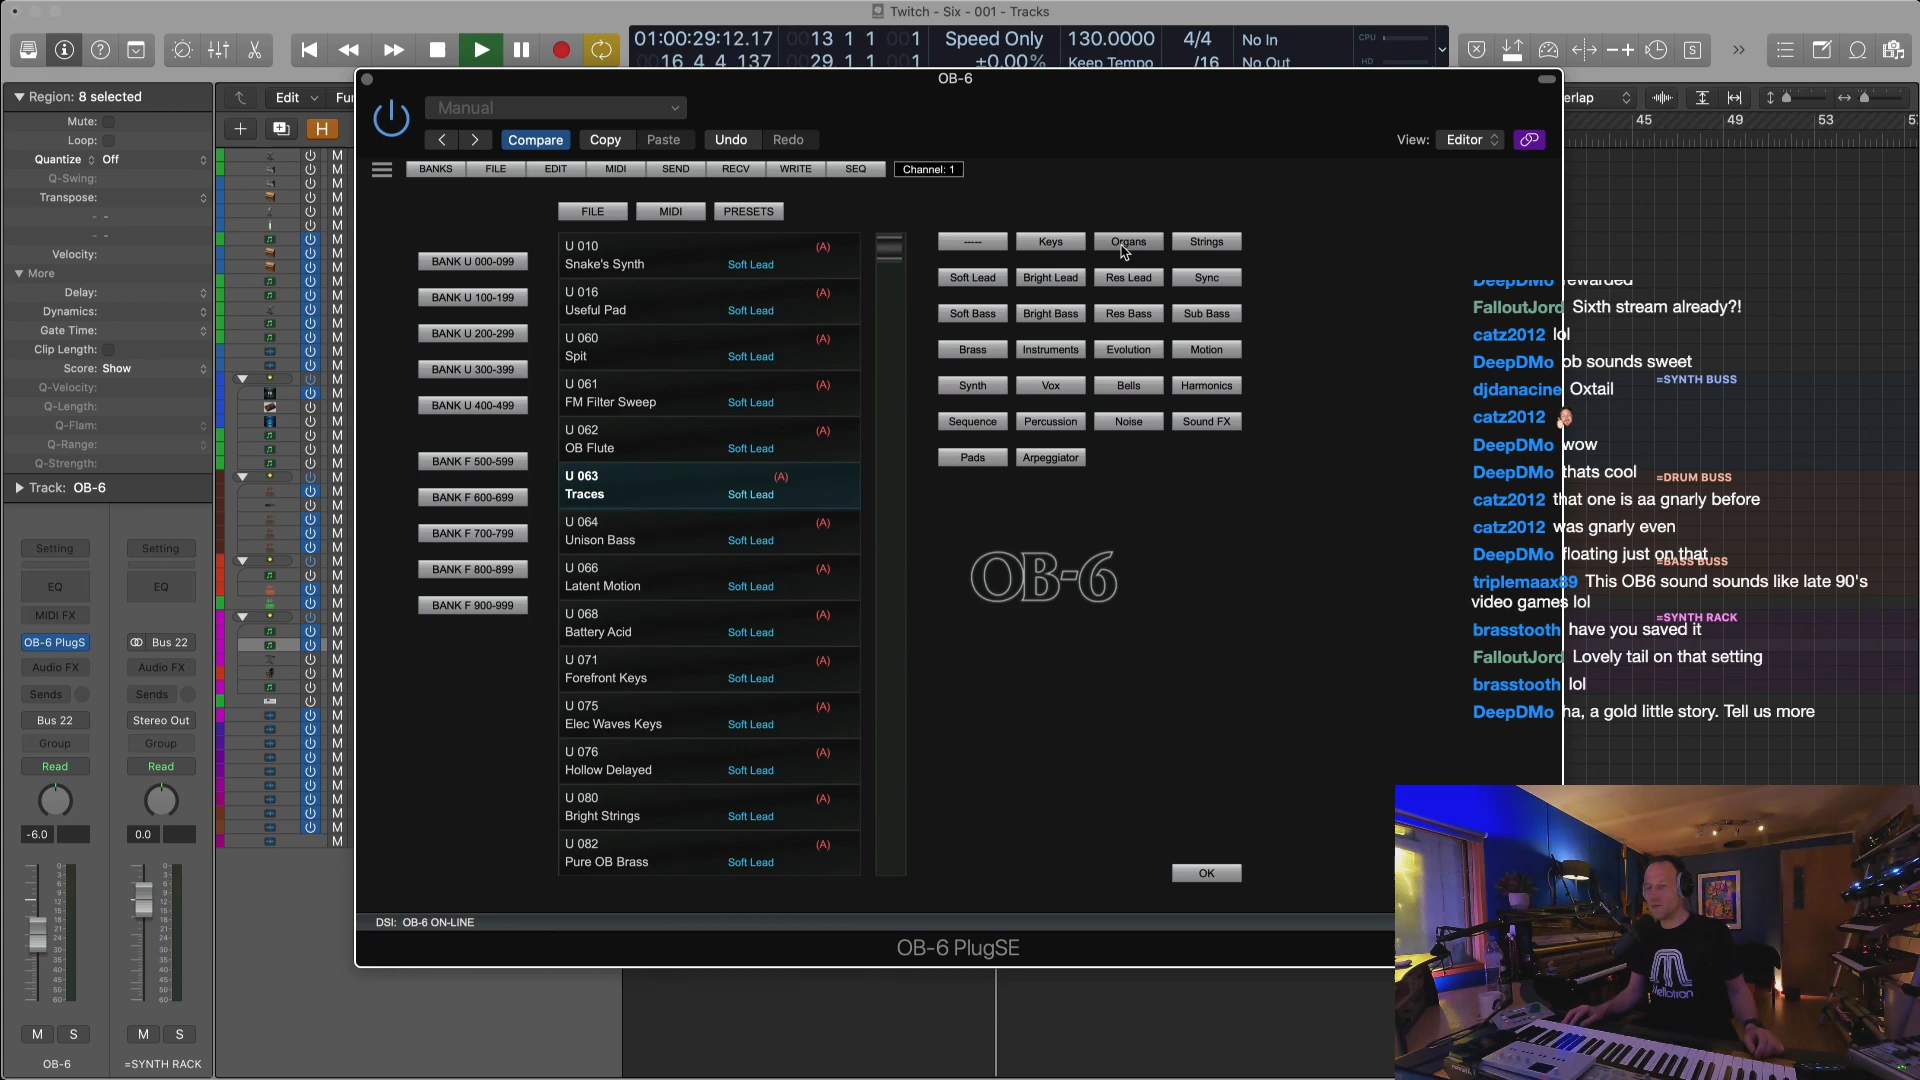 Twitch - Six - 001 - Tracks
01:00:29:12.17
16 4 4 137
0013 1 1 001
29 1 1 1
Speed Only
±0.00%
130.0000
Keep Tempo
4/4
/16
No In
No Out
CPU
HD
Region: 8 selected
Edit
Fun
erlap
45
49
53
Mute:
Loop:
Quantize Off
Q-Swing:
Transpose:
Velocity:
More
Delay:
Dynamics:
Gate Time:
Clip Length:
Score: Show
Q-Velocity:
Q-Length:
Q-Flam:
Q-Range:
Q-Strength:
Track: OB-6
Setting
Setting
EQ
EQ
MIDI FX
OB-6 PlugS
Bus 22
Audio FX
Audio FX
Sends
Sends
Bus 22
Stereo Out
Group
Group
Read
Read
-6.0
0.0
M S
M S
OB-6
=SYNTH RACK
OB-6
Manual
Compare
Copy
Paste
Undo
Redo
View: Editor
BANKS
FILE
EDIT
MIDI
SEND
RECV
WRITE
SEQ
Channel: 1
FILE
MIDI
PRESETS
BANK U 000-099
BANK U 100-199
BANK U 200-299
BANK U 300-399
BANK U 400-499
BANK F 500-599
BANK F 600-699
BANK F 700-799
BANK F 800-899
BANK F 900-999
U 010 (A)
Snake's Synth Soft Lead
U 016 (A)
Useful Pad Soft Lead
U 060 (A)
Spit Soft Lead
U 061 (A)
FM Filter Sweep Soft Lead
U 062 (A)
OB Flute Soft Lead
U 063 (A)
Traces Soft Lead
U 064 (A)
Unison Bass Soft Lead
U 066 (A)
Latent Motion Soft Lead
U 068 (A)
Battery Acid Soft Lead
U 071 (A)
Forefront Keys Soft Lead
U 075 (A)
Elec Waves Keys Soft Lead
U 076 (A)
Hollow Delayed Soft Lead
U 080 (A)
Bright Strings Soft Lead
U 082 (A)
Pure OB Brass Soft Lead
-----
Keys
Organs
Strings
Soft Lead
Bright Lead
Res Lead
Sync
Soft Bass
Bright Bass
Res Bass
Sub Bass
Brass
Instruments
Evolution
Motion
Synth
Vox
Bells
Harmonics
Sequence
Percussion
Noise
Sound FX
Pads
Arpeggiator
OB-6
OK
DSI: OB-6 ON-LINE
OB-6 PlugSE
DeepDMo rewarded
FalloutJord Sixth stream already?!
catz2012 lol
DeepDMo ob sounds sweet
=SYNTH BUSS
djdanacine Oxtail
catz2012
DeepDMo wow
DeepDMo thats cool
=DRUM BUSS
catz2012 that one is aa gnarly before
catz2012 was gnarly even
DeepDMo floating just on that
=BASS BUSS
triplemaax89 This OB6 sound sounds like late 90's
video games lol
=SYNTH RACK
brasstooth have you saved it
FalloutJord Lovely tail on that setting
brasstooth lol
DeepDMo ha, a gold little story. Tell us more
Mellotron